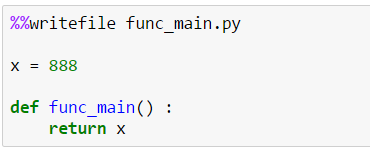 %%writefile func_main.py
x = 888
def func_main() :
    return x